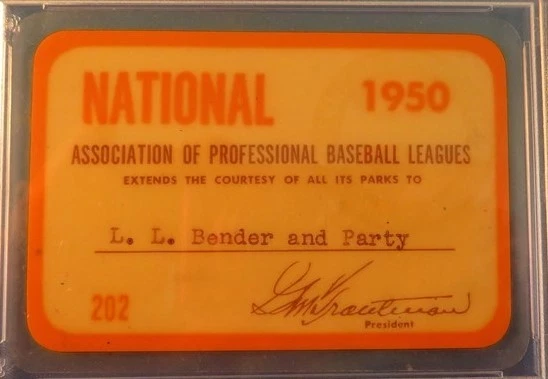 NATIONAL 1950
ASSOCIATION OF PROFESSIONAL BASEBALL LEAGUES
EXTENDS THE COURTESY OF ALL ITS PARKS TO
L. L. Bender and Party
202
G M Trautman
President